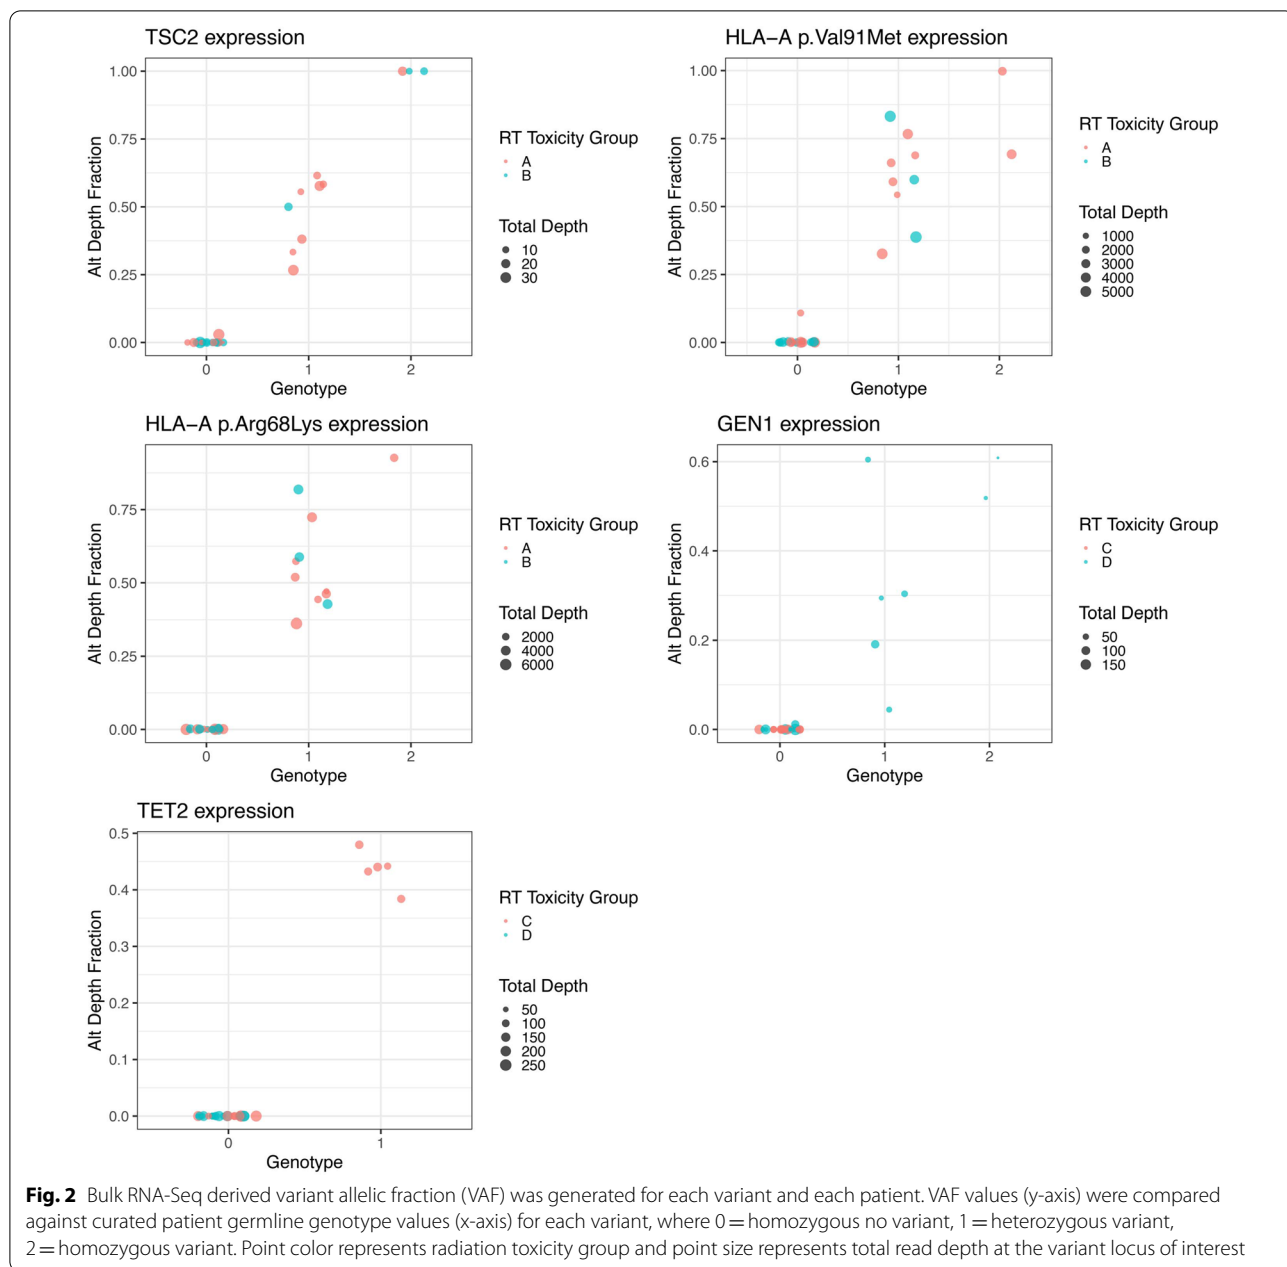 TSC2 expression
1.00
0.75
0.50
0.25
0.00
Alt Depth Fraction
0 1 2
Genotype
RT Toxicity Group
A
B
Total Depth
10
20
30
HLA−A p.Val91Met expression
1.00
0.75
0.50
0.25
0.00
Alt Depth Fraction
0 1 2
Genotype
RT Toxicity Group
A
B
Total Depth
1000
2000
3000
4000
5000
HLA−A p.Arg68Lys expression
0.75
0.50
0.25
0.00
Alt Depth Fraction
0 1 2
Genotype
RT Toxicity Group
A
B
Total Depth
2000
4000
6000
GEN1 expression
0.6
0.4
0.2
0.0
Alt Depth Fraction
0 1 2
Genotype
RT Toxicity Group
C
D
Total Depth
50
100
150
TET2 expression
0.5
0.4
0.3
0.2
0.1
0.0
Alt Depth Fraction
0 1
Genotype
RT Toxicity Group
C
D
Total Depth
50
100
150
200
250
Fig. 2 Bulk RNA-Seq derived variant allelic fraction (VAF) was generated for each variant and each patient. VAF values (y-axis) were compared
against curated patient germline genotype values (x-axis) for each variant, where 0 = homozygous no variant, 1 = heterozygous variant,
2 = homozygous variant. Point color represents radiation toxicity group and point size represents total read depth at the variant locus of interest